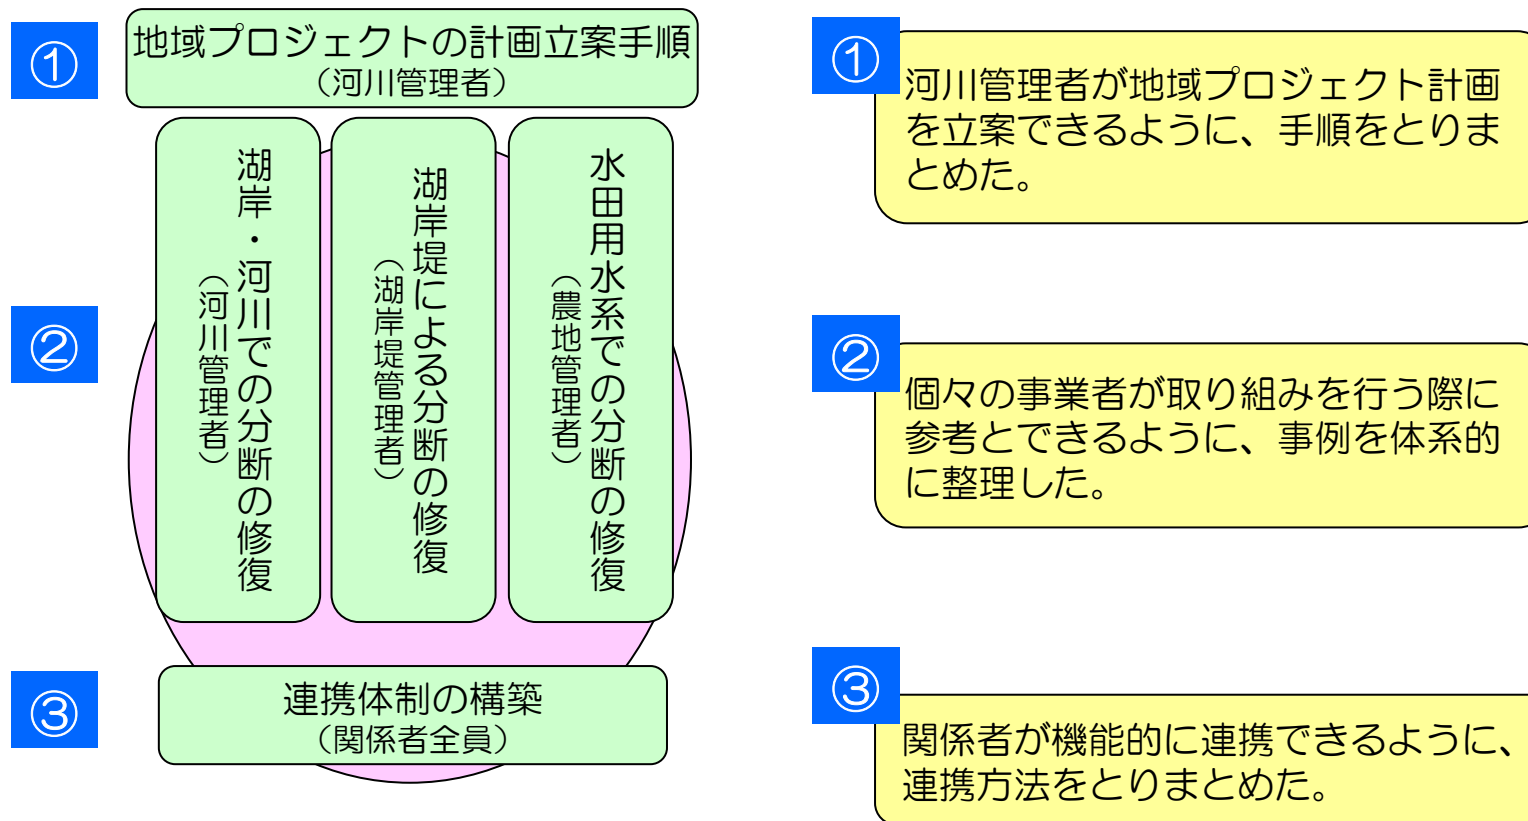 ①
地域プロジェクトの計画立案手順
（河川管理者）
②
湖岸・河川での分断の修復
（河川管理者）
湖岸堤による分断の修復
（湖岸堤管理者）
水田用水系での分断の修復
（農地管理者）
③
連携体制の構築
（関係者全員）
①
河川管理者が地域プロジェクト計画
を立案できるように、手順をとりま
とめた。
②
個々の事業者が取り組みを行う際に
参考とできるように、事例を体系的
に整理した。
③
関係者が機能的に連携できるように、
連携方法をとりまとめた。